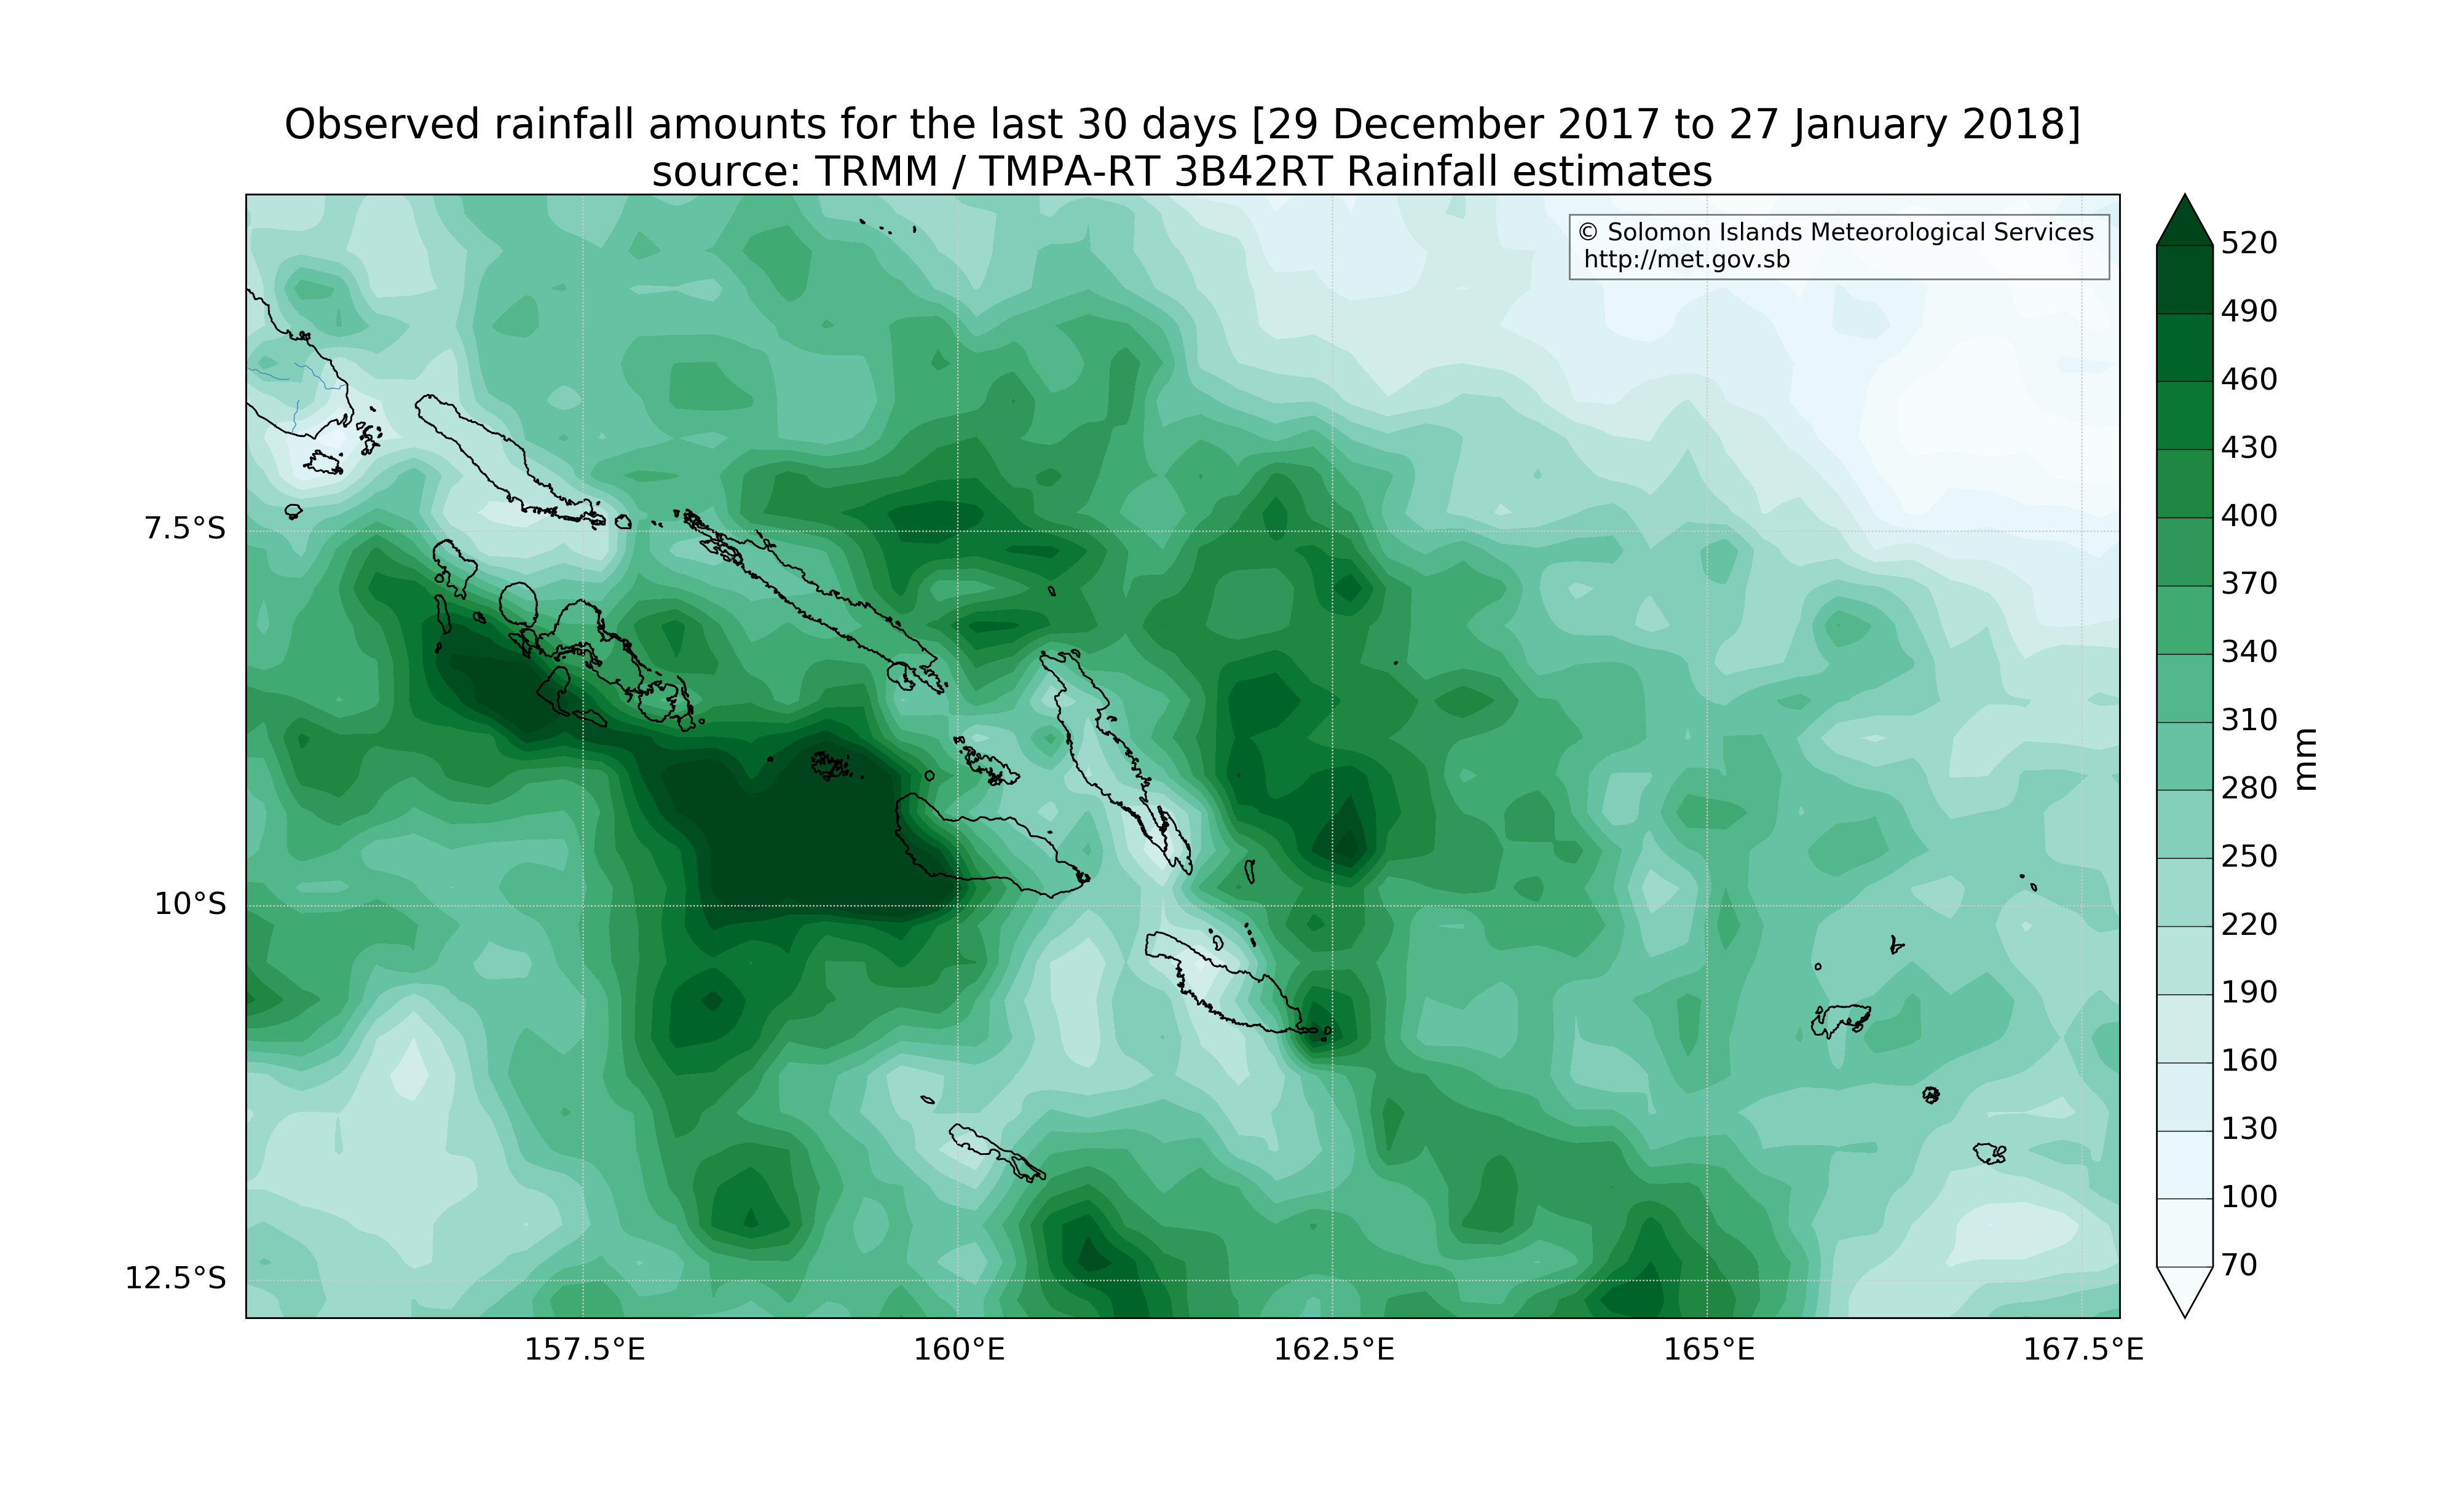 Observed rainfall amounts for the last 30 days [29 December 2017 to 27 January 2018]
source: TRMM / TMPA-RT 3B42RT Rainfall estimates
© Solomon Islands Meteorological Services
http://met.gov.sb
7.5°S
10°S
12.5°S
157.5°E
160°E
162.5°E
165°E
167.5°E
520
490
460
430
400
370
340
310
280
250
220
190
160
130
100
70
mm